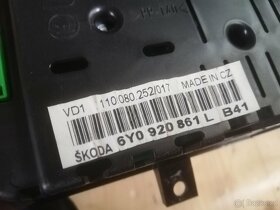 VD1 110.080.252/017 MADE IN CZ
ŠKODA 6Y0 920 861 L B41